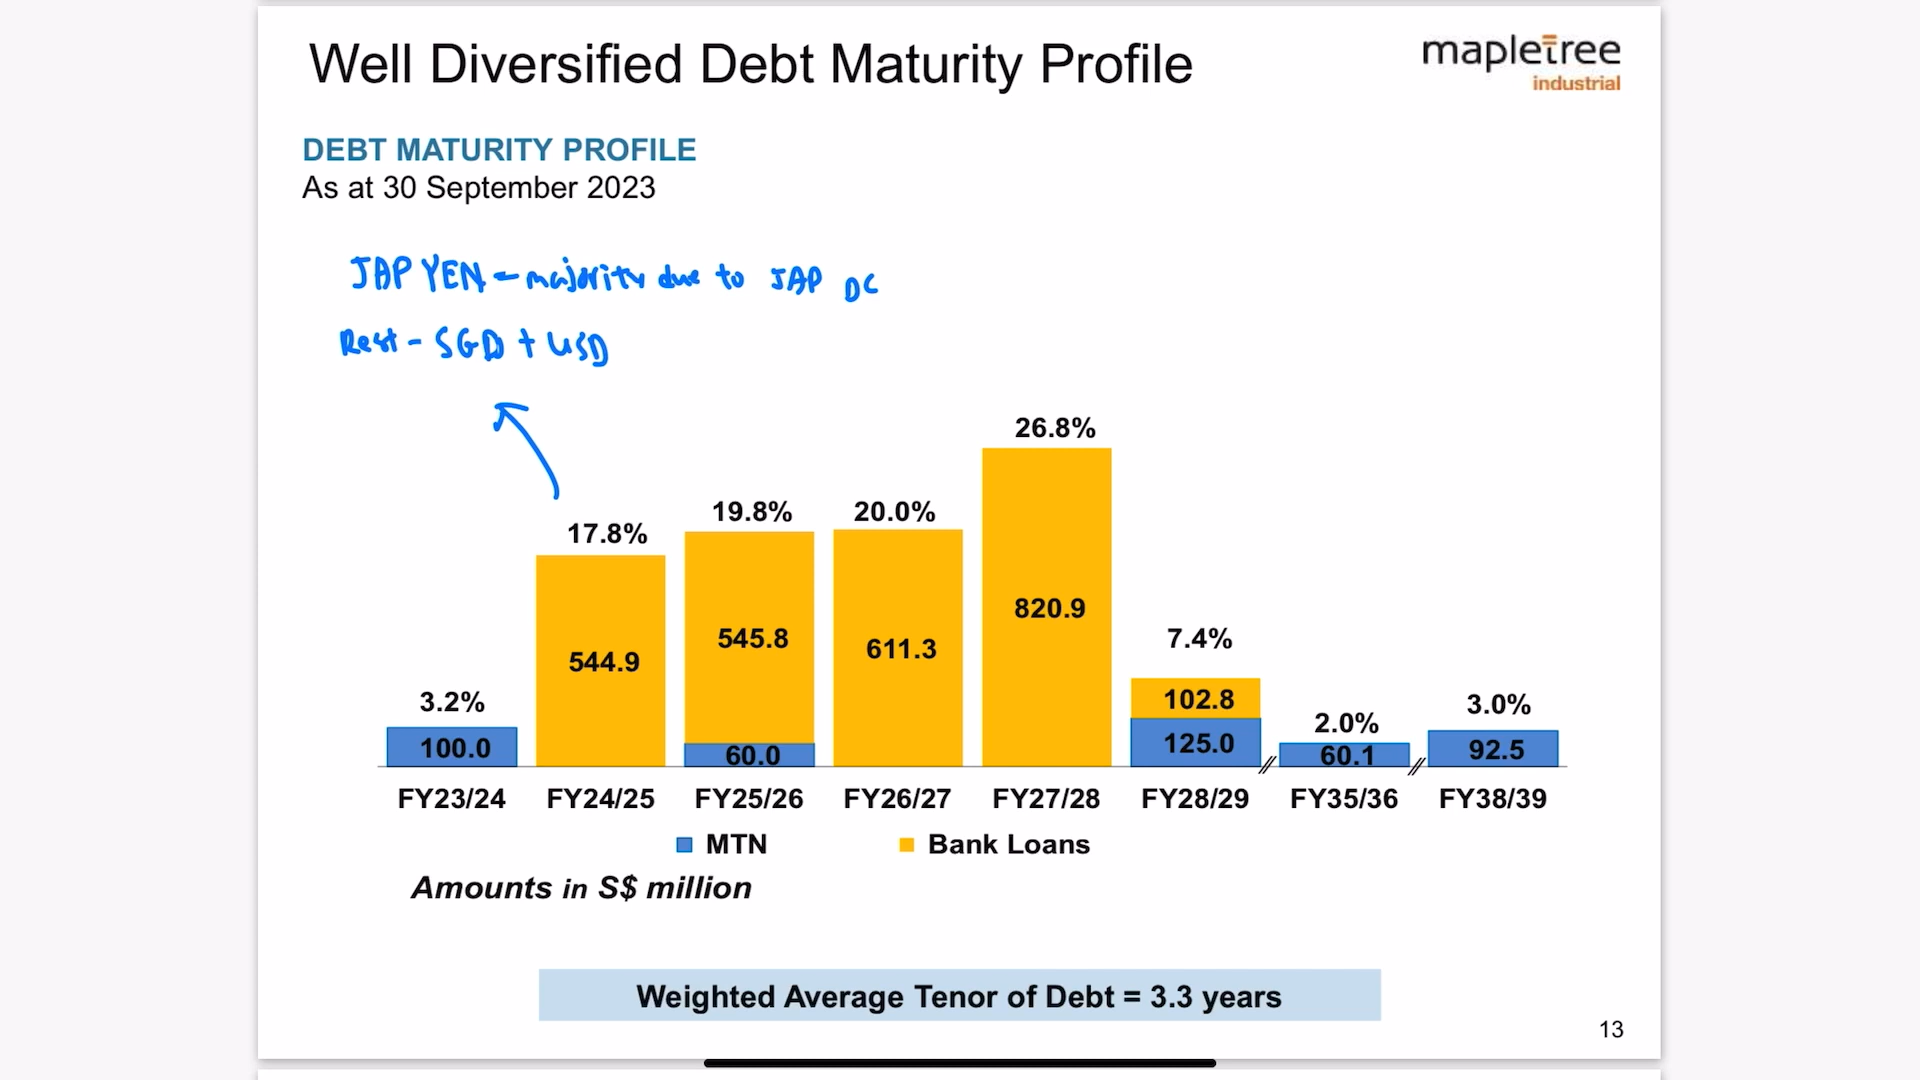 Well Diversified Debt Maturity Profile
mapletree
industrial
DEBT MATURITY PROFILE
As at 30 September 2023
JAP YEN - majority due to JAP DC
Rest - SGD + USD
26.8%
17.8%
19.8%
20.0%
544.9
545.8
611.3
820.9
7.4%
3.2%
102.8
2.0%
3.0%
100.0
60.0
125.0
60.1
92.5
FY23/24 FY24/25 FY25/26 FY26/27 FY27/28 FY28/29 FY35/36 FY38/39
MTN Bank Loans
Amounts in S$ million
Weighted Average Tenor of Debt = 3.3 years
13